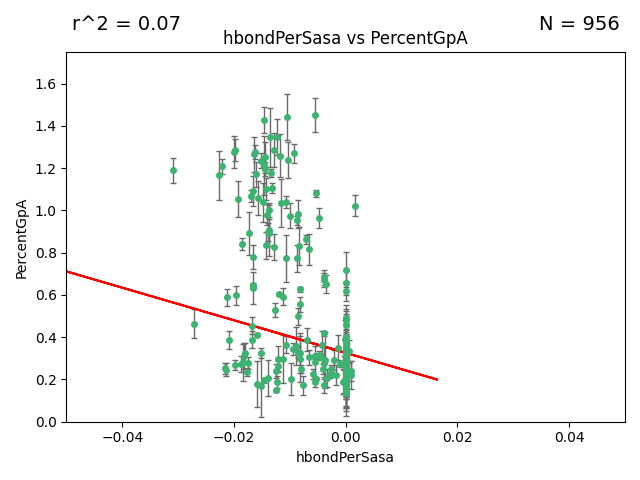 r^2 = 0.07
N = 956
hbondPerSasa vs PercentGpA
1.6
1.4
1.2
1.0
0.8
0.6
0.4
0.2
0.0
PercentGpA
−0.04
−0.02
0.00
0.02
0.04
hbondPerSasa